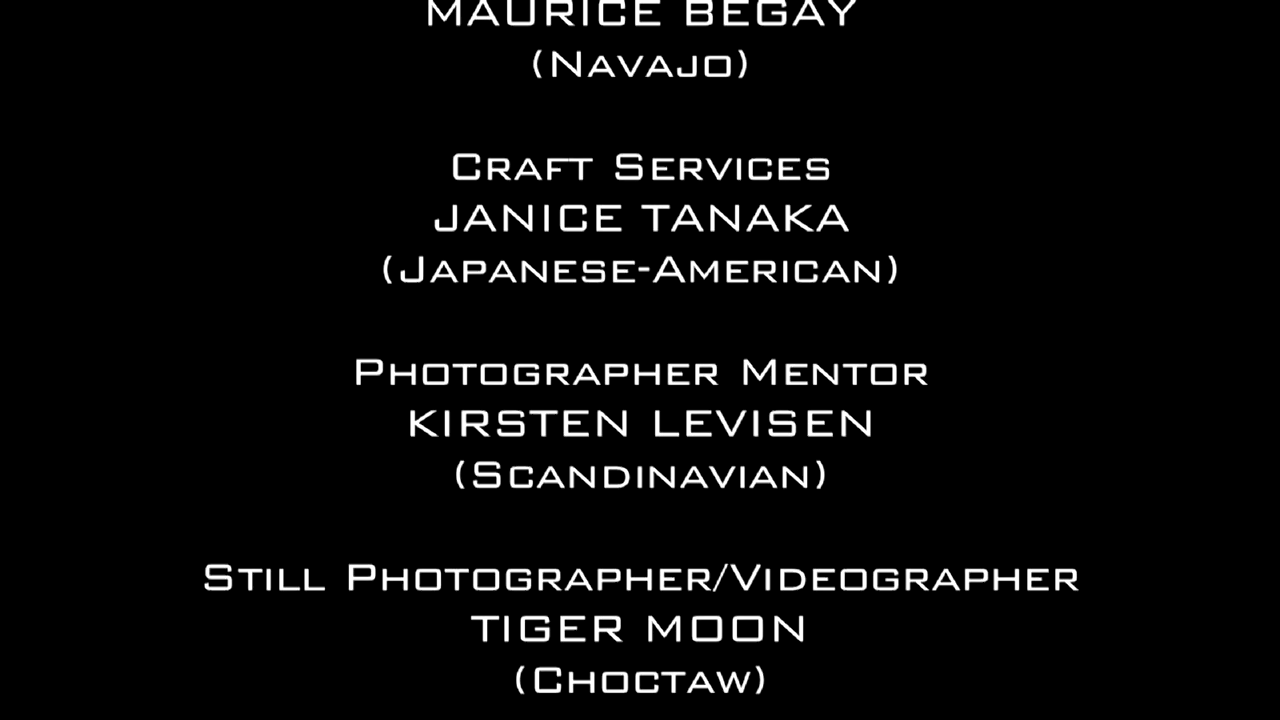 MAURICE BEGAY
(Navajo)
Craft Services
JANICE TANAKA
(Japanese-American)
Photographer Mentor
KIRSTEN LEVISEN
(Scandinavian)
Still Photographer/Videographer
TIGER MOON
(Choctaw)